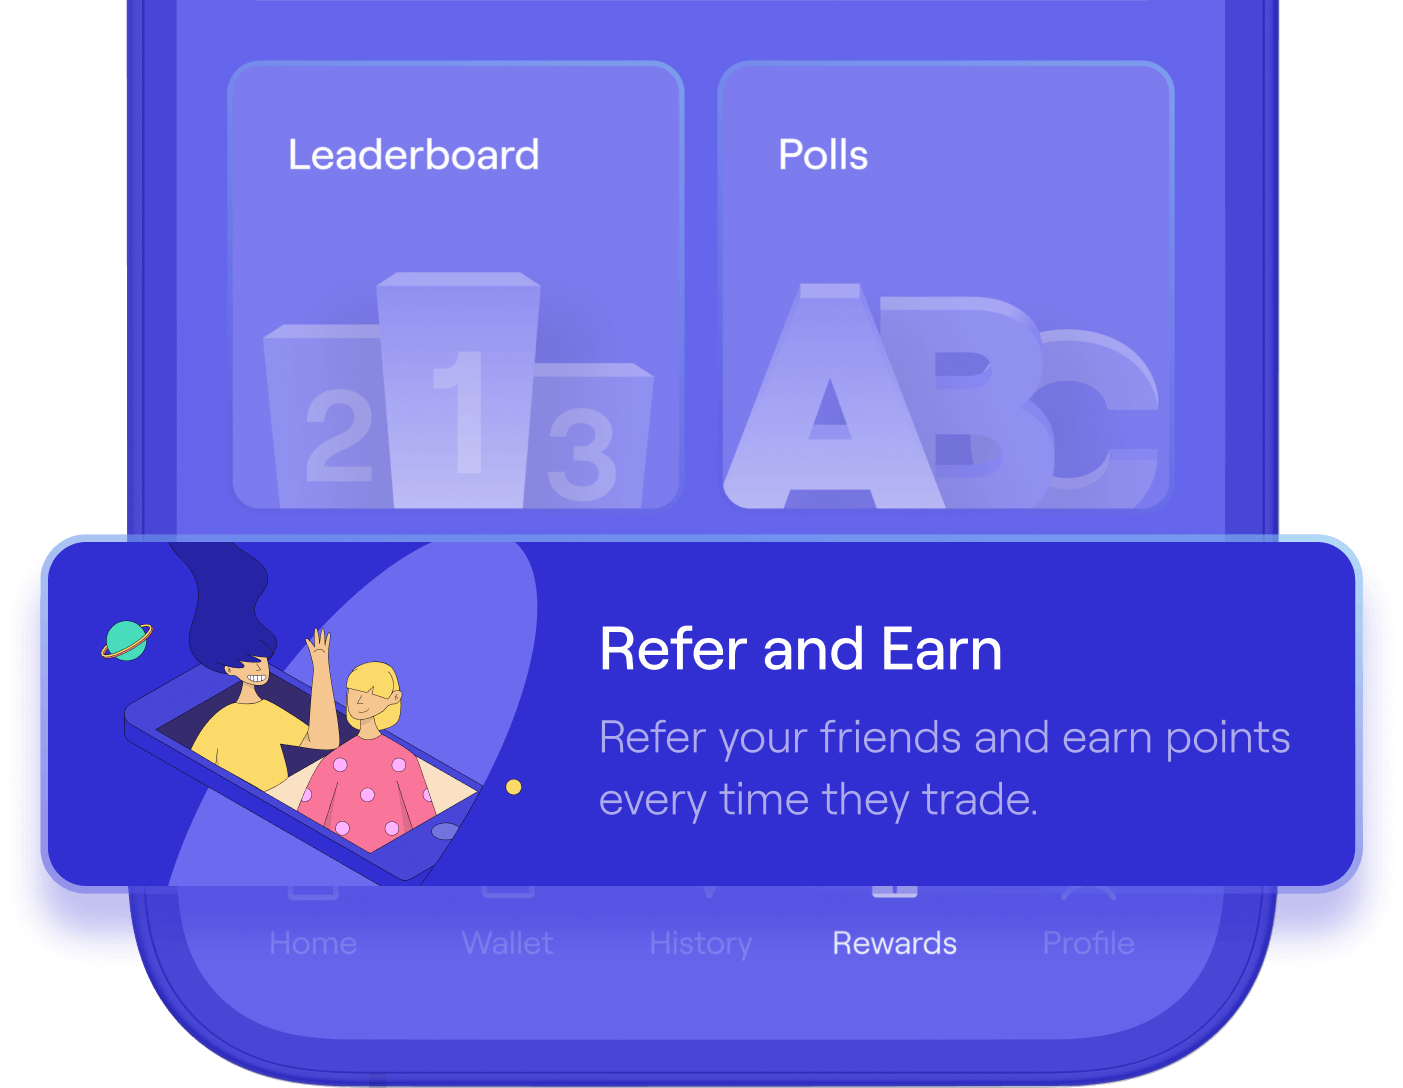 Leaderboard
Polls
2
1
3
A
B
C
Refer and Earn
Refer your friends and earn points
every time they trade.
Home
Wallet
History
Rewards
Profile